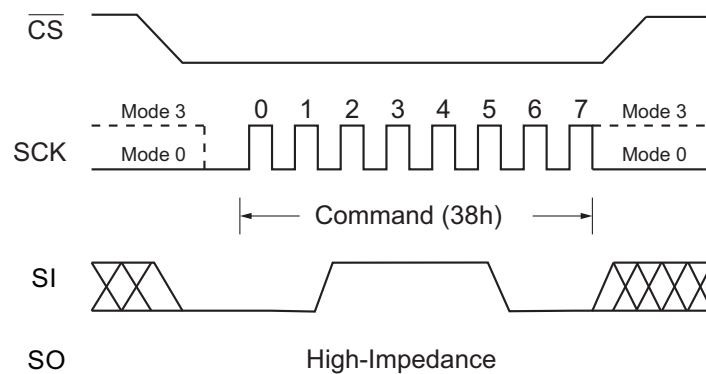 CS
0 1 2 3 4 5 6 7
Mode 3 Mode 3
SCK
Mode 0 Mode 0
Command (38h)
SI
SO High-Impedance